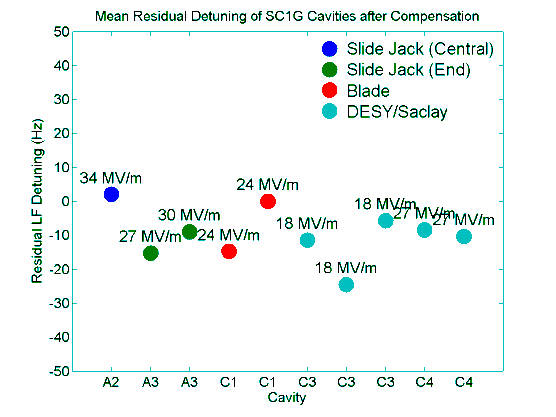 Mean Residual Detuning of SC1G Cavities after Compensation
Residual LF Detuning (Hz)
50
40
30
20
10
0
-10
-20
-30
-40
-50
Slide Jack (Central)
Slide Jack (End)
Blade
DESY/Saclay
34 MV/m
27 MV/m
30 MV/m
24 MV/m
24 MV/m
18 MV/m
18 MV/m
18 MV/m
27 MV/m
27 MV/m
A2 A3 A3 C1 C1 C3 C3 C3 C4 C4
Cavity